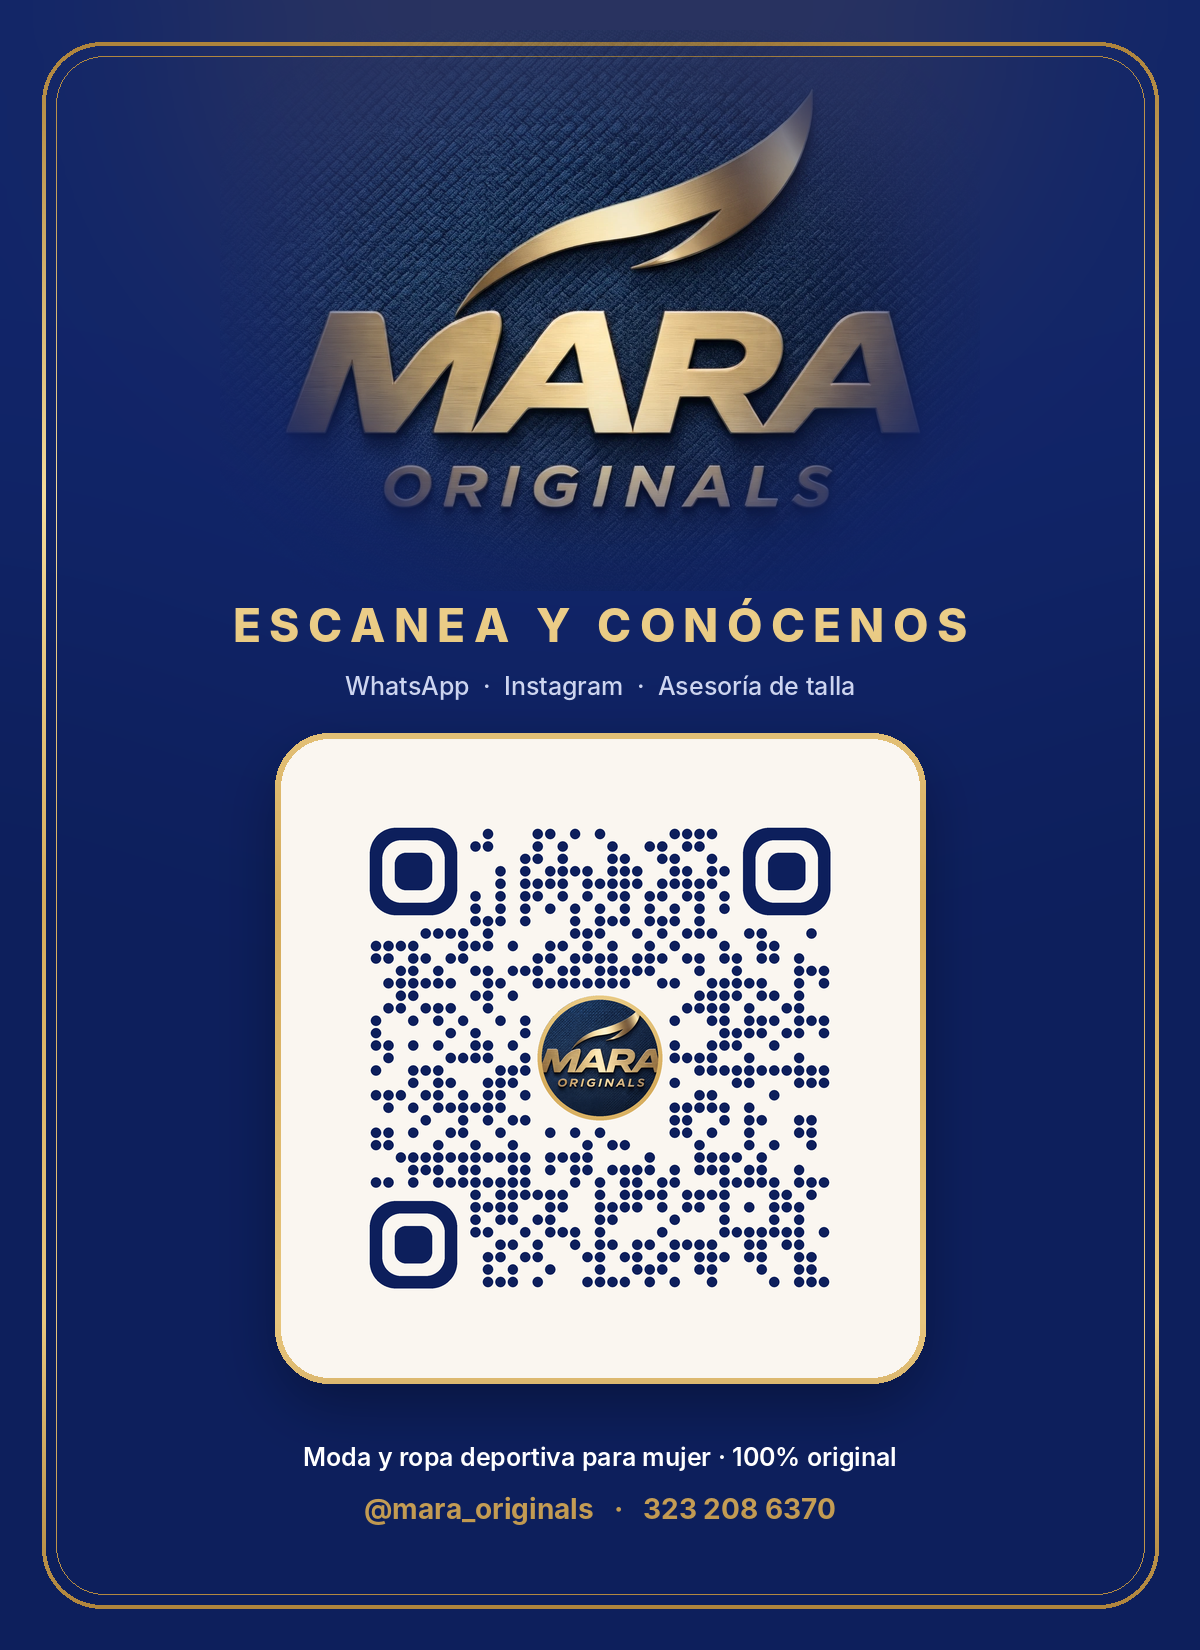 MARA
ORIGINALS
ESCANEA Y CONÓCENOS
WhatsApp · Instagram · Asesoría de talla
MARA
ORIGINALS
Moda y ropa deportiva para mujer · 100% original
@mara_originals · 323 208 6370